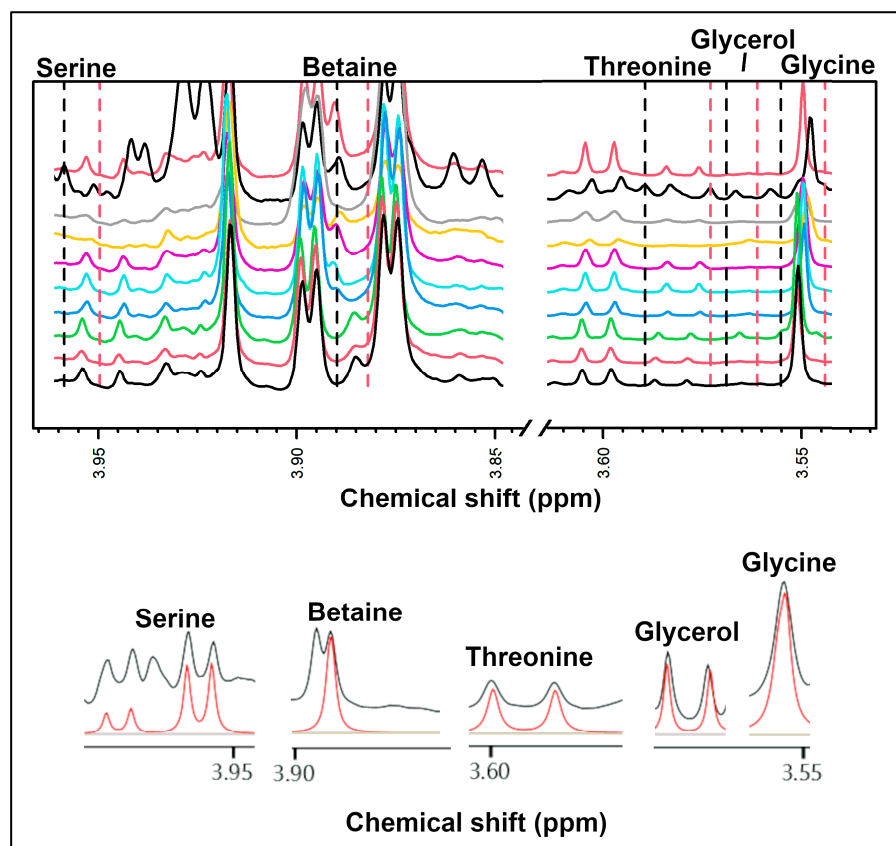 Glycerol
Serine Betaine Threonine Glycine
3.95 3.90 3.85 3.60 3.55
Chemical shift (ppm)
Glycine
Serine Betaine Glycerol
Threonine
3.95 3.90 3.60 3.55
Chemical shift (ppm)